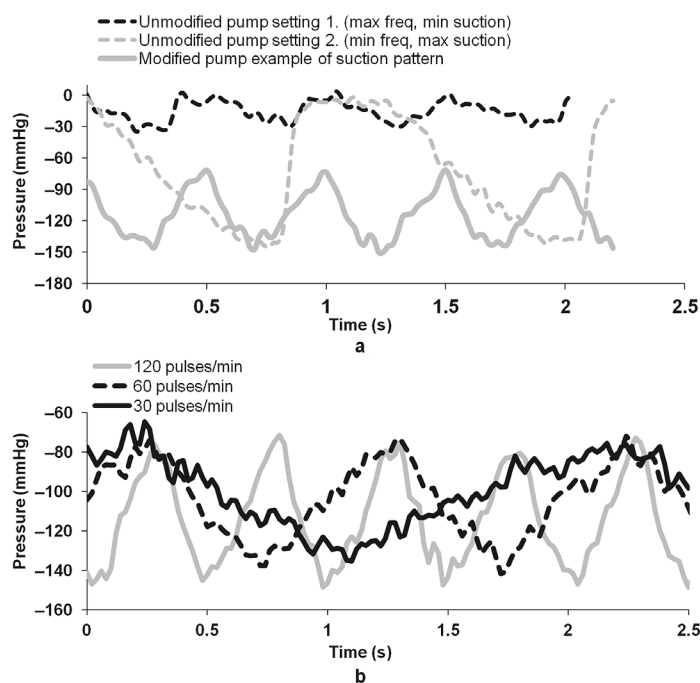 Unmodified pump setting 1. (max freq, min suction)
Unmodified pump setting 2. (min freq, max suction)
Modified pump example of suction pattern
0
−30
−60
−90
−120
−150
−180
Pressure (mmHg)
0 0.5 1 1.5 2 2.5
Time (s)
a
120 pulses/min
60 pulses/min
30 pulses/min
−60
−80
−100
−120
−140
−160
Pressure (mmHg)
0 0.5 1 1.5 2 2.5
Time (s)
b